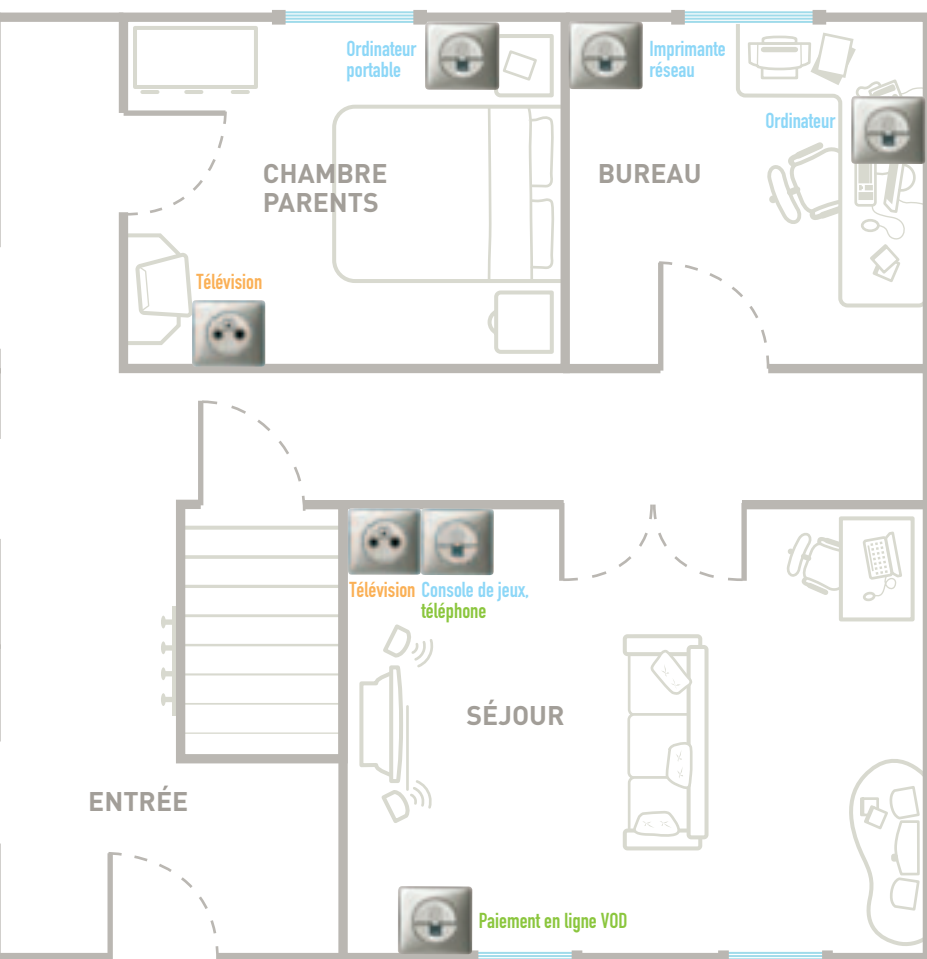 Ordinateur
portable
Imprimante
réseau
Ordinateur
CHAMBRE
PARENTS
BUREAU
Télévision
Télévision Console de jeux,
téléphone
SÉJOUR
ENTRÉE
Paiement en ligne VOD